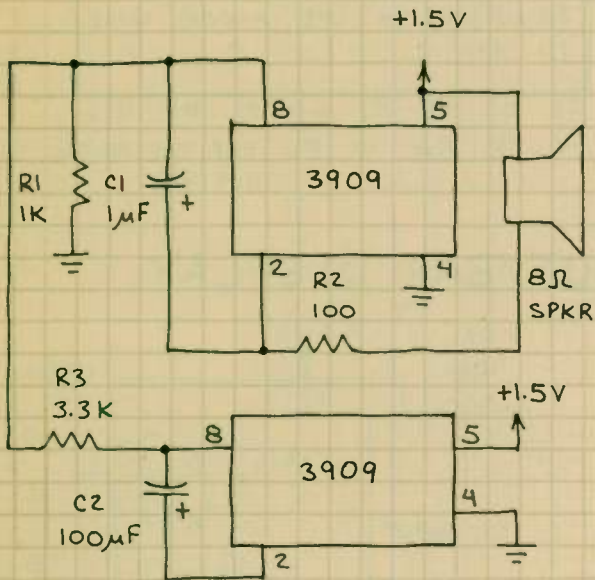 +1.5V
8
5
R1
1K
C1
1µF
+
3909
2
4
R2
100
8Ω
SPKR
R3
3.3K
+1.5V
8
5
3909
4
C2
100µF
+
2